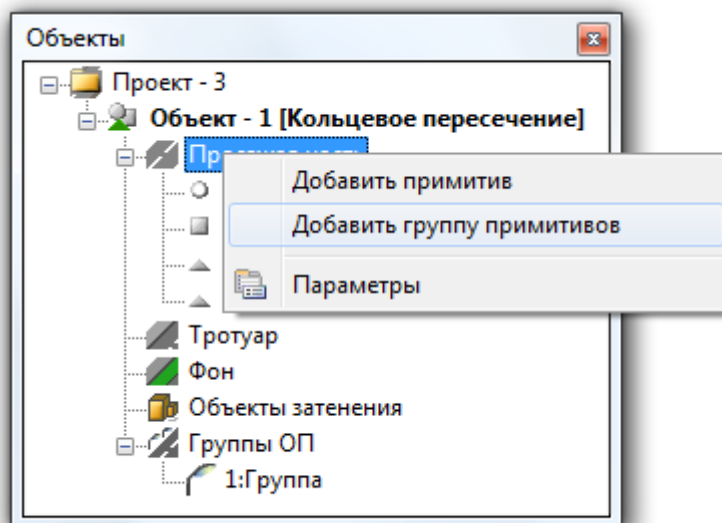 Объекты
Проект - 3
Объект - 1 [Кольцевое пересечение]
Добавить примитив
Добавить группу примитивов
Параметры
Тротуар
Фон
Объекты затенения
Группы ОП
1:Группа